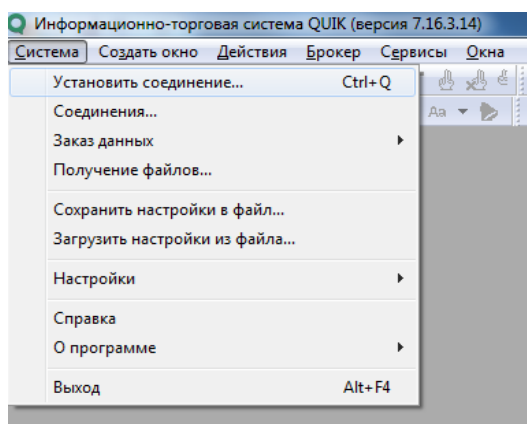 Информационно-торговая система QUIK (версия 7.16.3.14)
Система Создать окно Действия Брокер Сервисы Окна
Установить соединение... Ctrl+Q
Соединения...
Aa
Заказ данных
Получение файлов...
Сохранить настройки в файл...
Загрузить настройки из файла...
Настройки
Справка
О программе
Выход Alt+F4